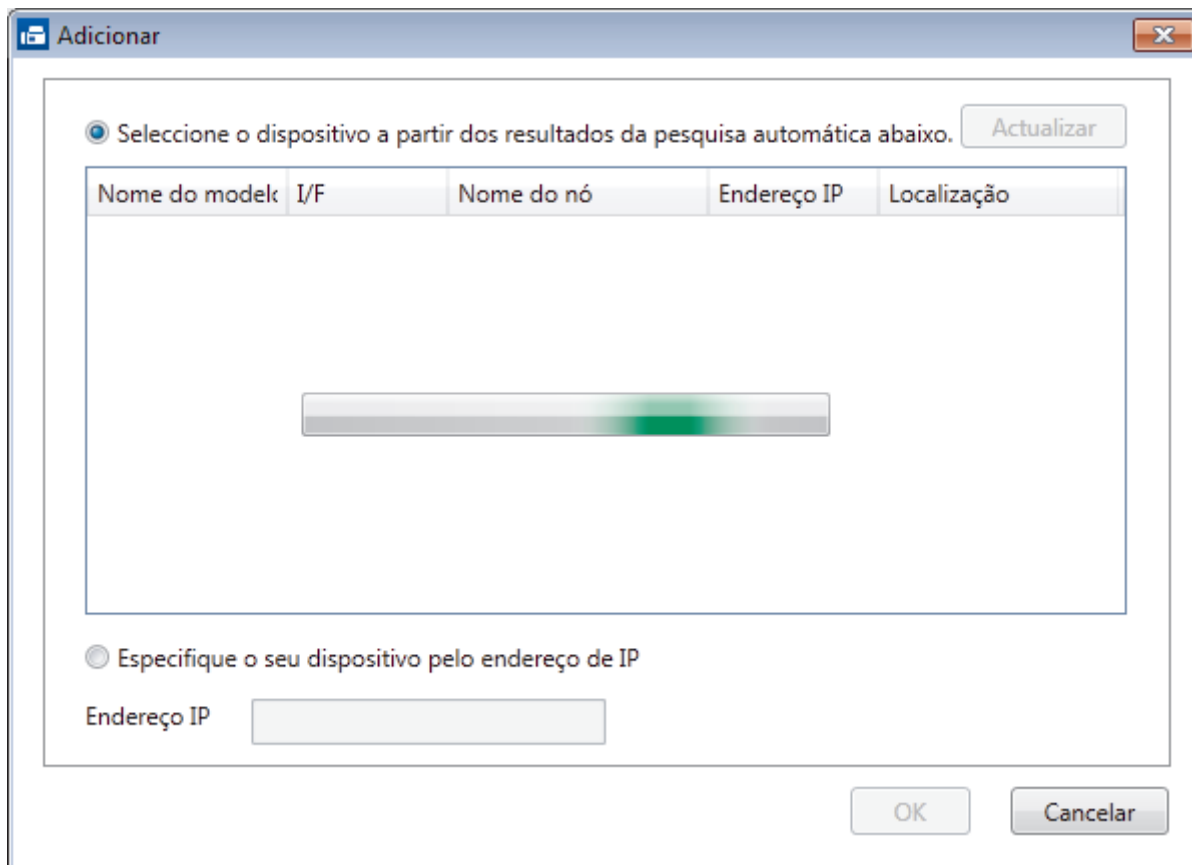 Adicionar
Seleccione o dispositivo a partir dos resultados da pesquisa automática abaixo. Actualizar
Nome do modelo I/F Nome do nó Endereço IP Localização
Especifique o seu dispositivo pelo endereço de IP
Endereço IP
OK Cancelar